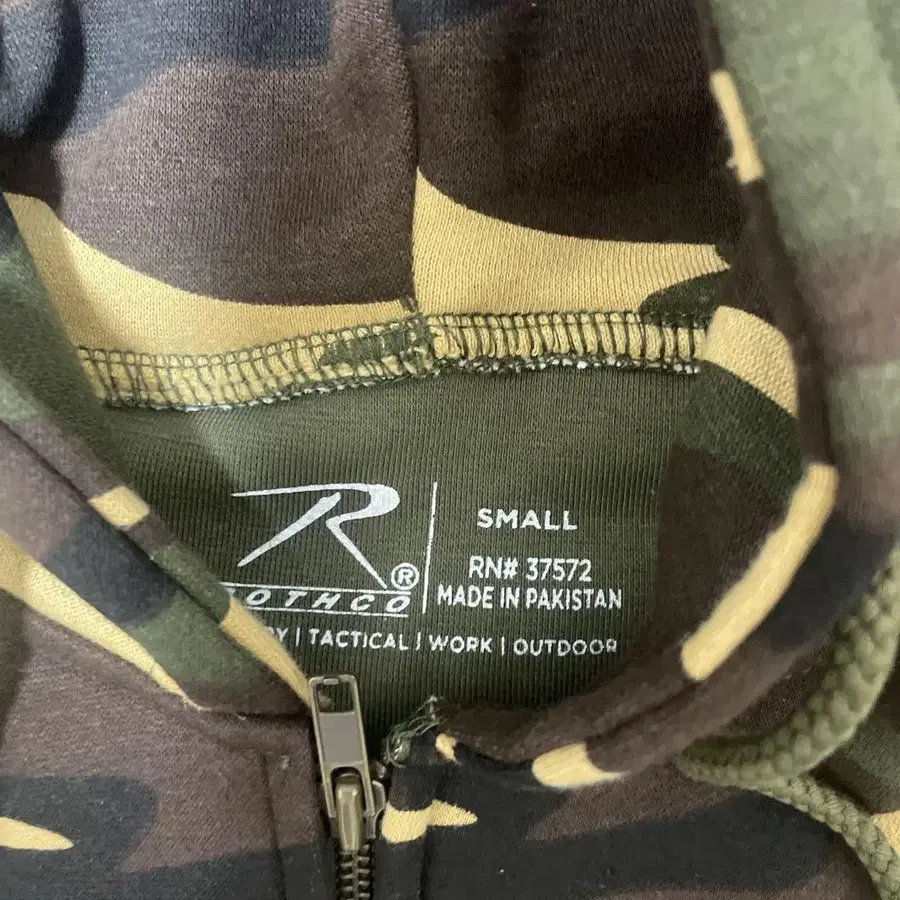 R®
SMALL
RN# 37572
OTHCO
MADE IN PAKISTAN
| TACTICAL | WORK | OUTDOOR